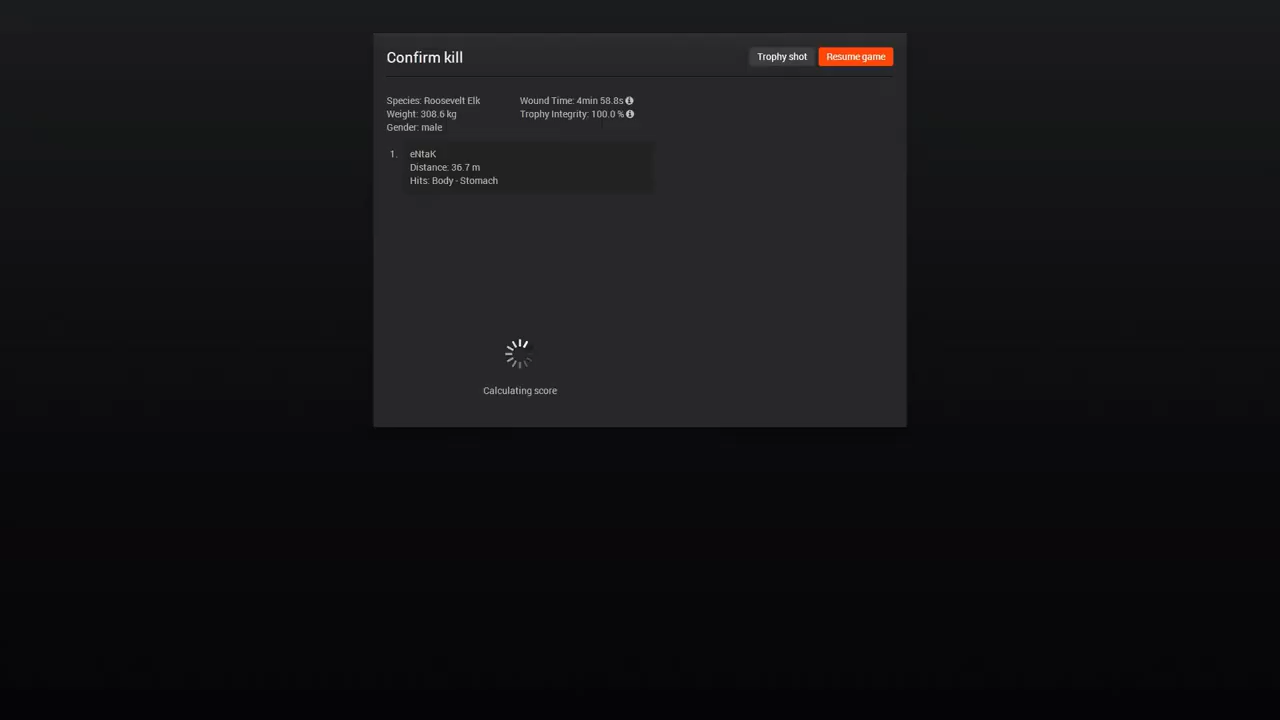 Confirm kill
Trophy shot
Resume game
Species: Roosevelt Elk
Weight: 308.6 kg
Gender: male
Wound Time: 4min 58.8s
Trophy Integrity: 100.0 %
1. eNtaK
Distance: 36.7 m
Hits: Body - Stomach
Calculating score